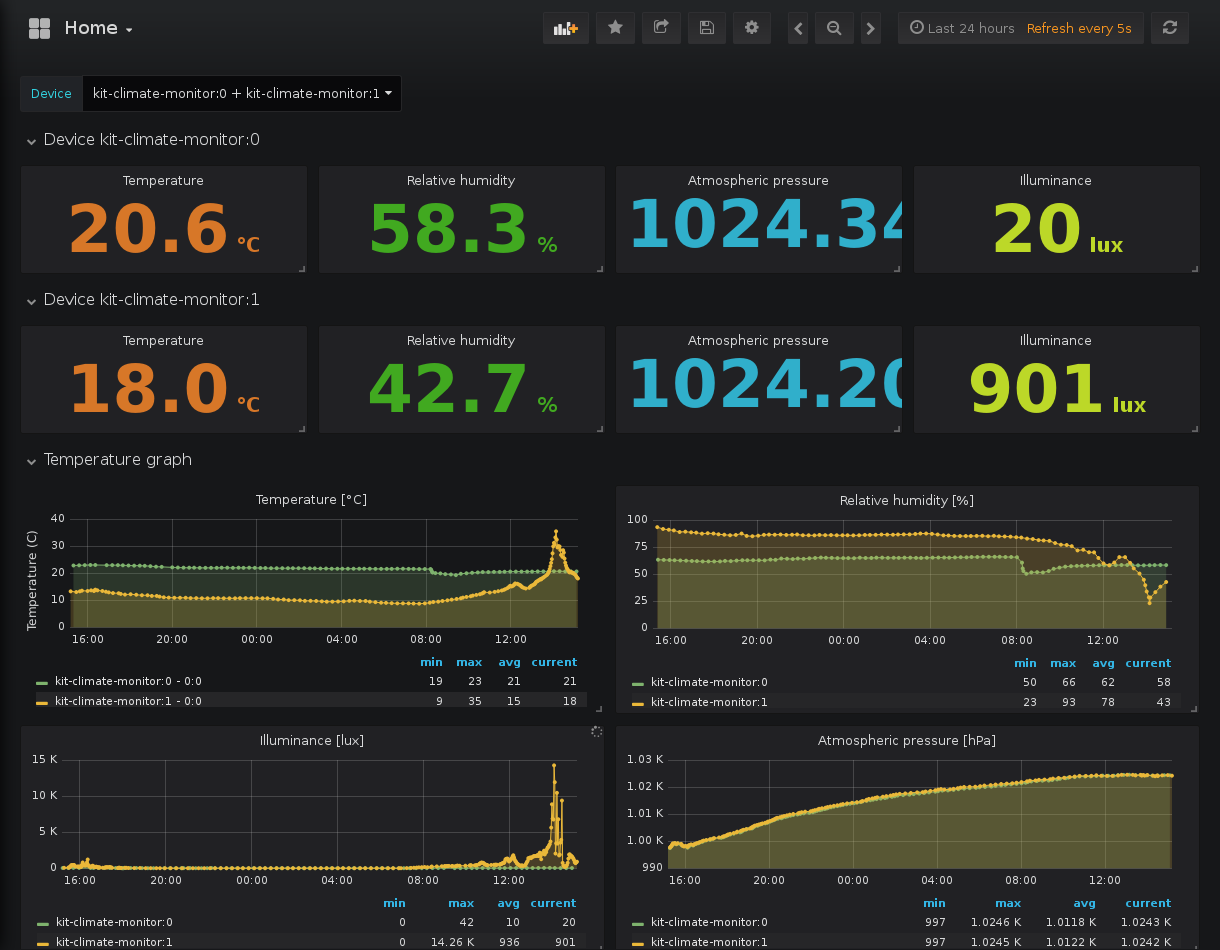 Home
Last 24 hours Refresh every 5s
Device kit-climate-monitor:0 + kit-climate-monitor:1
Device kit-climate-monitor:0
Temperature Relative humidity Atmospheric pressure Illuminance
20.6 °C 58.3 % 1024.34 20 lux
Device kit-climate-monitor:1
Temperature Relative humidity Atmospheric pressure Illuminance
18.0 °C 42.7 % 1024.20 901 lux
Temperature graph
Temperature [°C]
Temperature (C)
40
30
20
10
0
16:00 20:00 00:00 04:00 08:00 12:00
min max avg current
kit-climate-monitor:0 - 0:0 19 23 21 21
kit-climate-monitor:1 - 0:0 9 35 15 18
Relative humidity [%]
100
75
50
25
0
16:00 20:00 00:00 04:00 08:00 12:00
min max avg current
kit-climate-monitor:0 50 66 62 58
kit-climate-monitor:1 23 93 78 43
Illuminance [lux]
15 K
10 K
5 K
0
16:00 20:00 00:00 04:00 08:00 12:00
min max avg current
kit-climate-monitor:0 0 42 10 20
kit-climate-monitor:1 0 14.26 K 936 901
Atmospheric pressure [hPa]
1.03 K
1.02 K
1.01 K
1.00 K
990
16:00 20:00 00:00 04:00 08:00 12:00
min max avg current
kit-climate-monitor:0 997 1.0246 K 1.0118 K 1.0243 K
kit-climate-monitor:1 997 1.0245 K 1.0122 K 1.0242 K